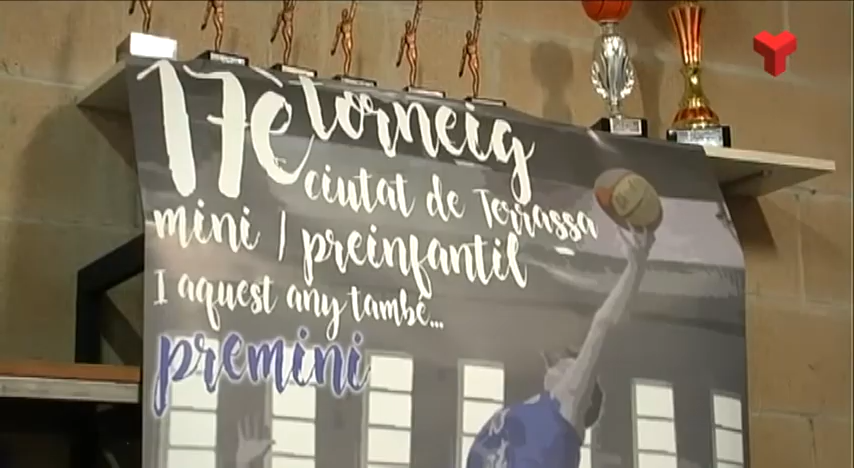 17è torneig
ciutat de Terrassa
mini / preinfantil
I aquest any també...
premini